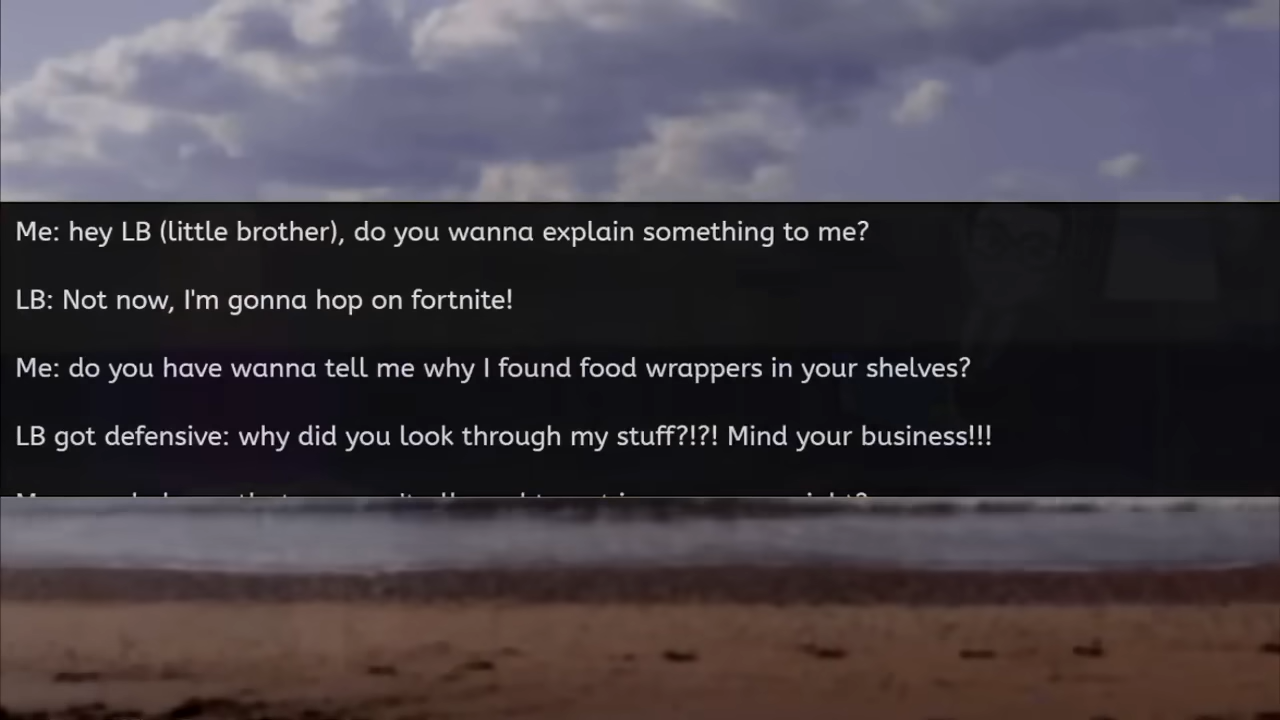 Me: hey LB (little brother), do you wanna explain something to me?
LB: Not now, I'm gonna hop on fortnite!
Me: do you have wanna tell me why I found food wrappers in your shelves?
LB got defensive: why did you look through my stuff?!?! Mind your business!!!